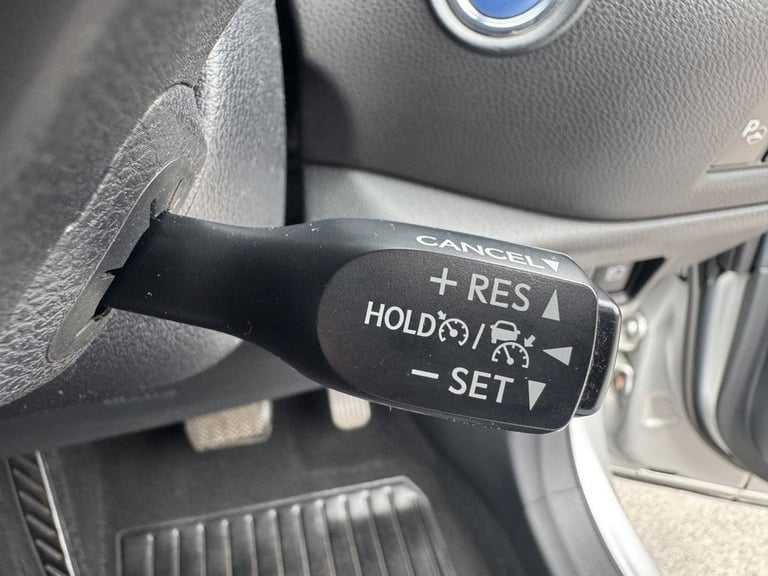 CANCEL
+ RES
HOLD /
− SET
P